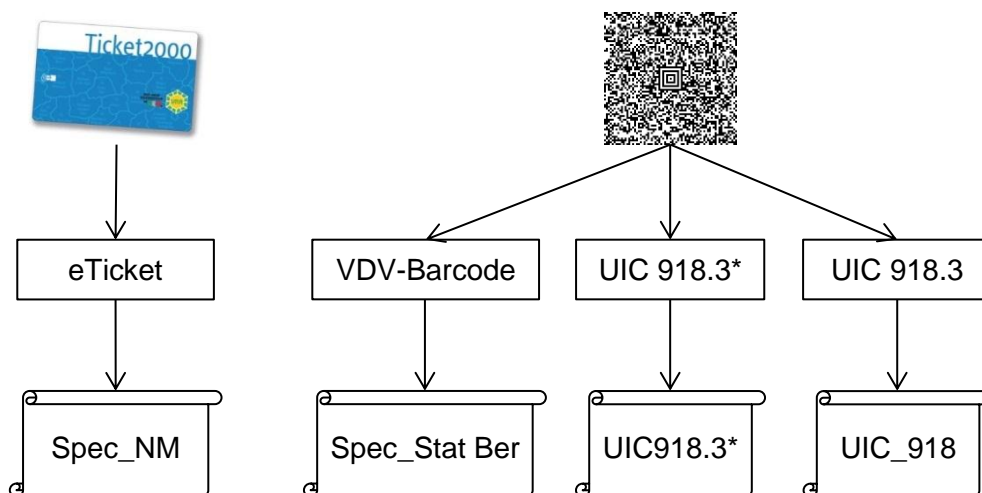 Ticket2000
eTicket
VDV-Barcode
UIC 918.3*
UIC 918.3
Spec_NM
Spec_Stat Ber
UIC918.3*
UIC_918